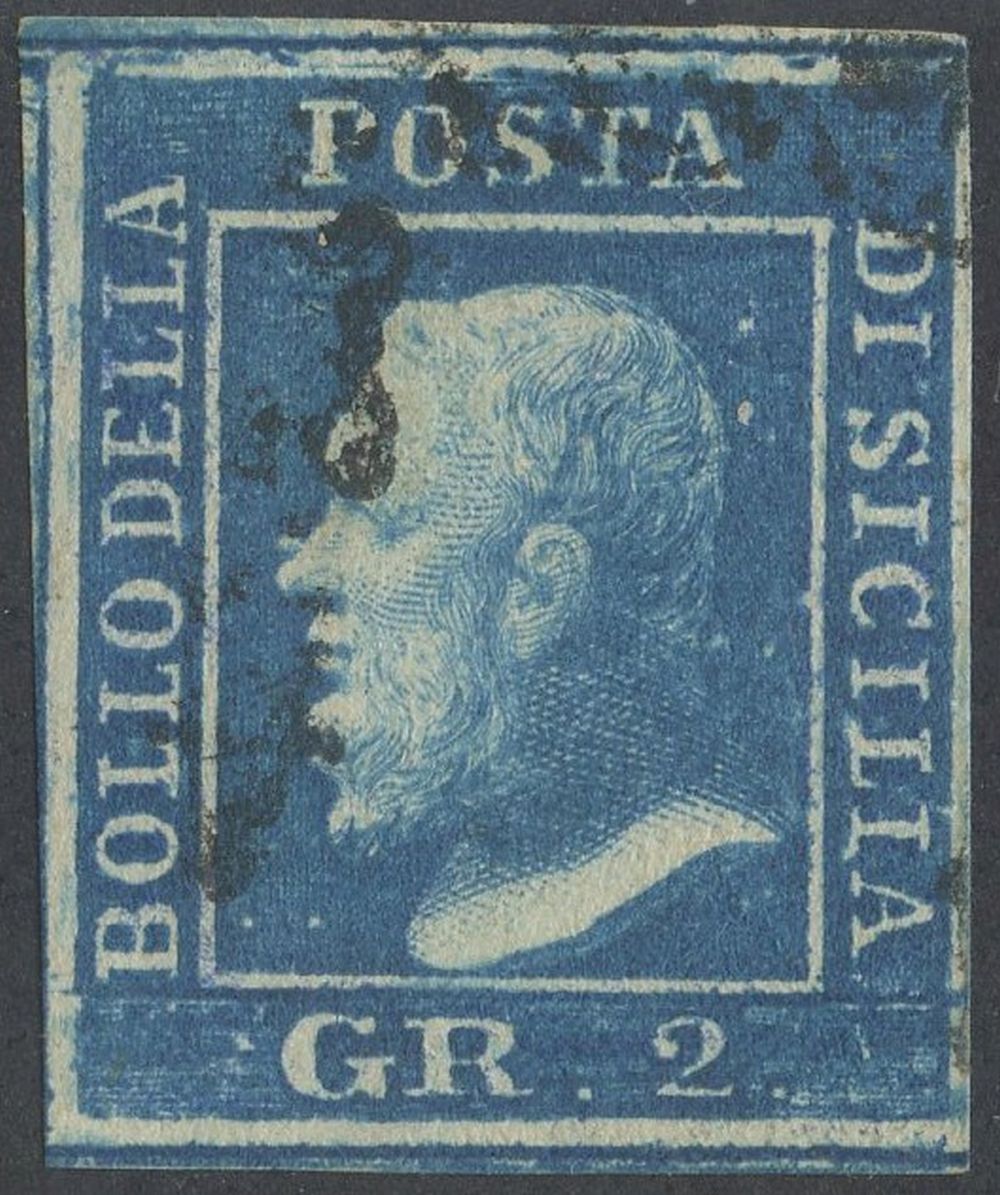 BOLLO DELLA
POSTA
DI SICILIA
GR. 2.